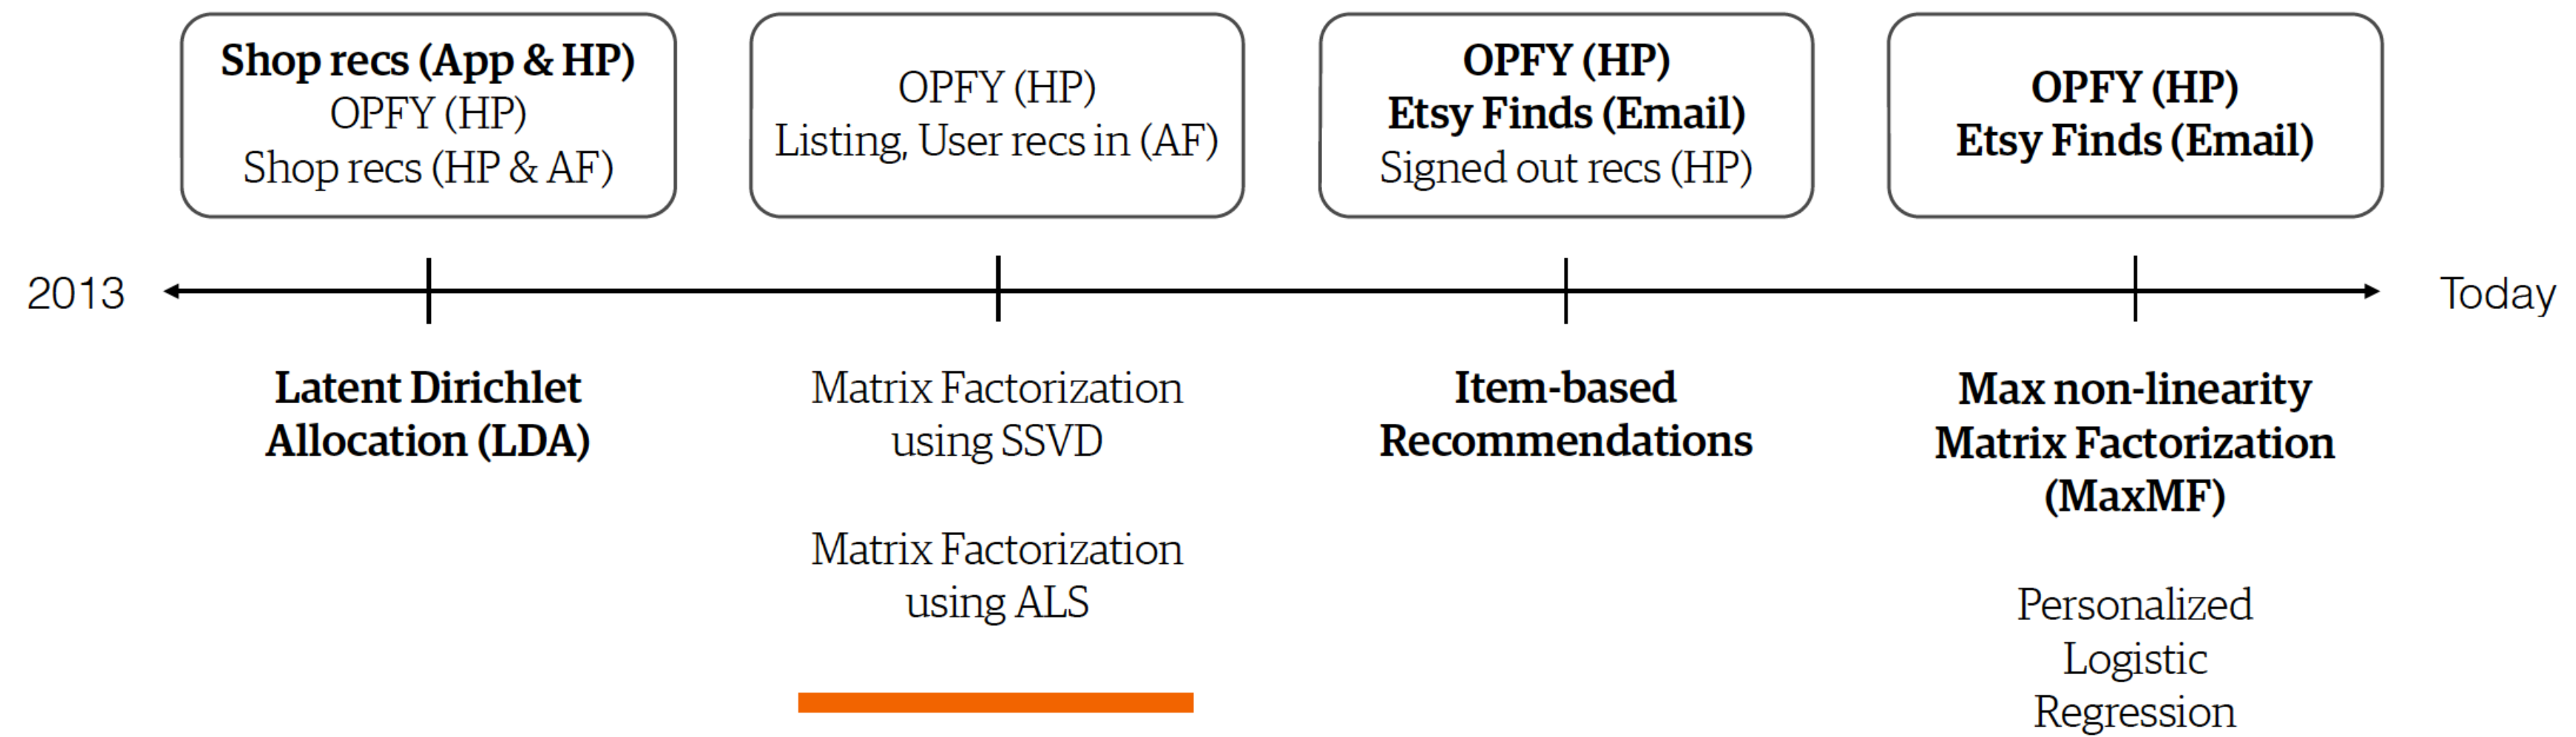 Shop recs (App & HP)
OPFY (HP)
Shop recs (HP & AF)
OPFY (HP)
Listing, User recs in (AF)
OPFY (HP)
Etsy Finds (Email)
Signed out recs (HP)
OPFY (HP)
Etsy Finds (Email)
2013
Today
Latent Dirichlet
Allocation (LDA)
Matrix Factorization
using SSVD
Matrix Factorization
using ALS
Item-based
Recommendations
Max non-linearity
Matrix Factorization
(MaxMF)
Personalized
Logistic
Regression